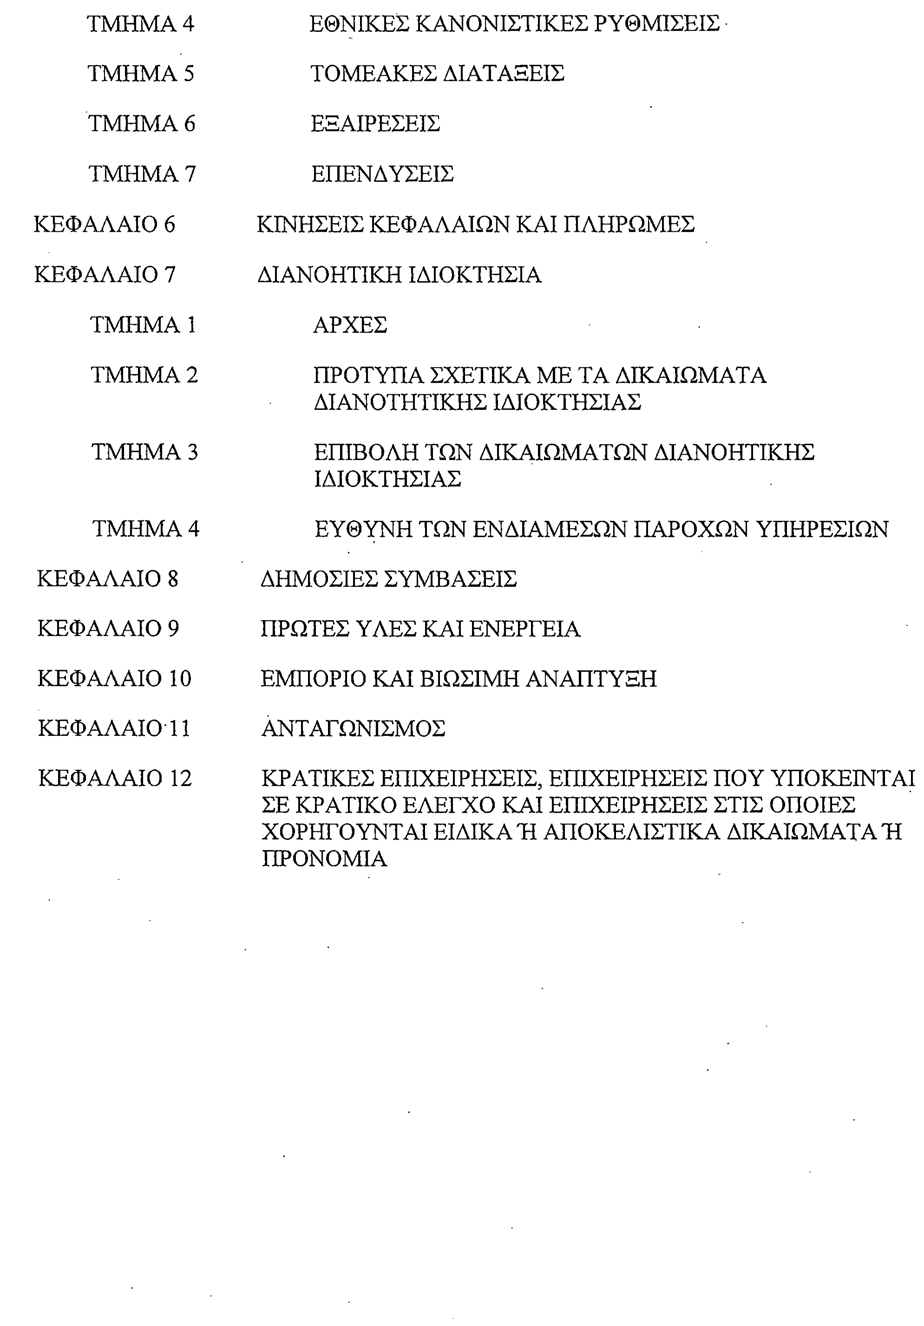 ΤΜΗΜΑ 4 ΕΘΝΙΚΕΣ ΚΑΝΟΝΙΣΤΙΚΕΣ ΡΥΘΜΙΣΕΙΣ
ΤΜΗΜΑ 5 ΤΟΜΕΑΚΕΣ ΔΙΑΤΑΞΕΙΣ
ΤΜΗΜΑ 6 ΕΞΑΙΡΕΣΕΙΣ
ΤΜΗΜΑ 7 ΕΠΕΝΔΥΣΕΙΣ
ΚΕΦΑΛΑΙΟ 6 ΚΙΝΗΣΕΙΣ ΚΕΦΑΛΑΙΩΝ ΚΑΙ ΠΛΗΡΩΜΕΣ
ΚΕΦΑΛΑΙΟ 7 ΔΙΑΝΟΗΤΙΚΗ ΙΔΙΟΚΤΗΣΙΑ
ΤΜΗΜΑ 1 ΑΡΧΕΣ
ΤΜΗΜΑ 2 ΠΡΟΤΥΠΑ ΣΧΕΤΙΚΑ ΜΕ ΤΑ ΔΙΚΑΙΩΜΑΤΑ
ΔΙΑΝΟΤΗΤΙΚΗΣ ΙΔΙΟΚΤΗΣΙΑΣ
ΤΜΗΜΑ 3 ΕΠΙΒΟΛΗ ΤΩΝ ΔΙΚΑΙΩΜΑΤΩΝ ΔΙΑΝΟΗΤΙΚΗΣ
ΙΔΙΟΚΤΗΣΙΑΣ
ΤΜΗΜΑ 4 ΕΥΘΥΝΗ ΤΩΝ ΕΝΔΙΑΜΕΣΩΝ ΠΑΡΟΧΩΝ ΥΠΗΡΕΣΙΩΝ
ΚΕΦΑΛΑΙΟ 8 ΔΗΜΟΣΙΕΣ ΣΥΜΒΑΣΕΙΣ
ΚΕΦΑΛΑΙΟ 9 ΠΡΩΤΕΣ ΥΛΕΣ ΚΑΙ ΕΝΕΡΓΕΙΑ
ΚΕΦΑΛΑΙΟ 10 ΕΜΠΟΡΙΟ ΚΑΙ ΒΙΩΣΙΜΗ ΑΝΑΠΤΥΞΗ
ΚΕΦΑΛΑΙΟ 11 ΑΝΤΑΓΩΝΙΣΜΟΣ
ΚΕΦΑΛΑΙΟ 12 ΚΡΑΤΙΚΕΣ ΕΠΙΧΕΙΡΗΣΕΙΣ, ΕΠΙΧΕΙΡΗΣΕΙΣ ΠΟΥ ΥΠΟΚΕΙΝΤΑΙ
ΣΕ ΚΡΑΤΙΚΟ ΕΛΕΓΧΟ ΚΑΙ ΕΠΙΧΕΙΡΗΣΕΙΣ ΣΤΙΣ ΟΠΟΙΕΣ
ΧΟΡΗΓΟΥΝΤΑΙ ΕΙΔΙΚΑ Ή ΑΠΟΚΕΛΙΣΤΙΚΑ ΔΙΚΑΙΩΜΑΤΑ Ή
ΠΡΟΝΟΜΙΑ